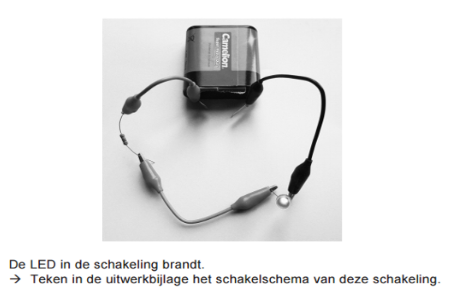 Camelion
De LED in de schakeling brandt.
→ Teken in de uitwerkbijlage het schakelschema van deze schakeling.